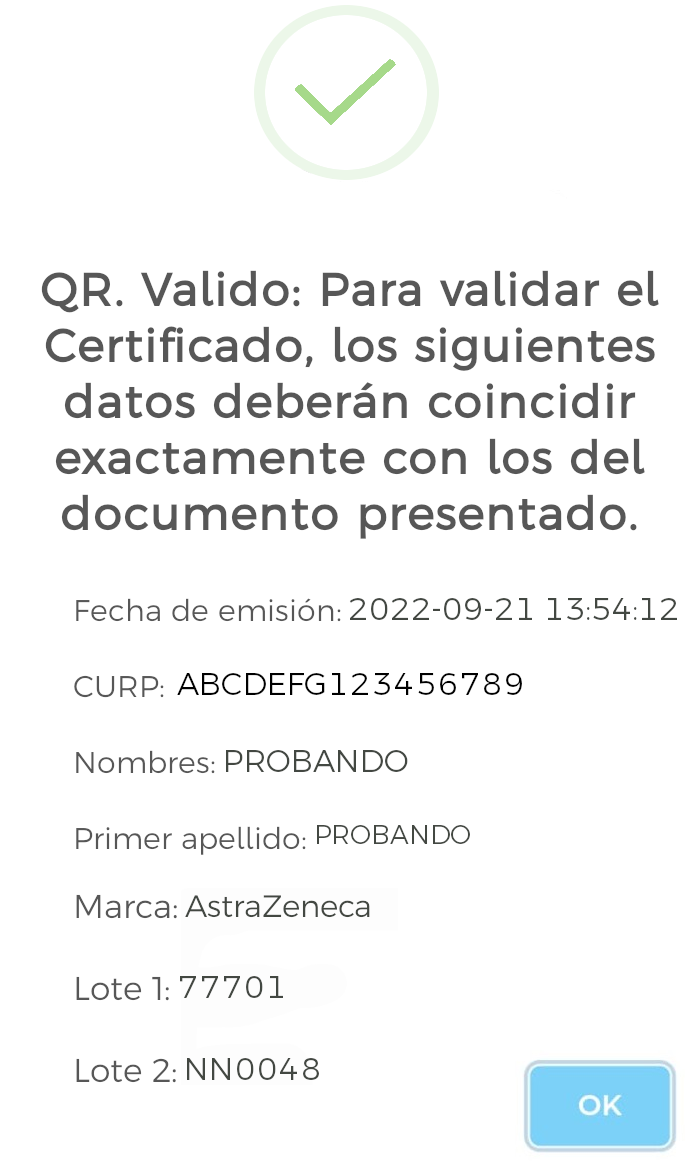 QR. Valido: Para validar el
Certificado, los siguientes
datos deberán coincidir
exactamente con los del
documento presentado.
Fecha de emisión: 2022-09-21 13:54:12
CURP: ABCDEFG123456789
Nombres: PROBANDO
Primer apellido: PROBANDO
Marca: AstraZeneca
Lote 1: 77701
Lote 2: NN0048
OK